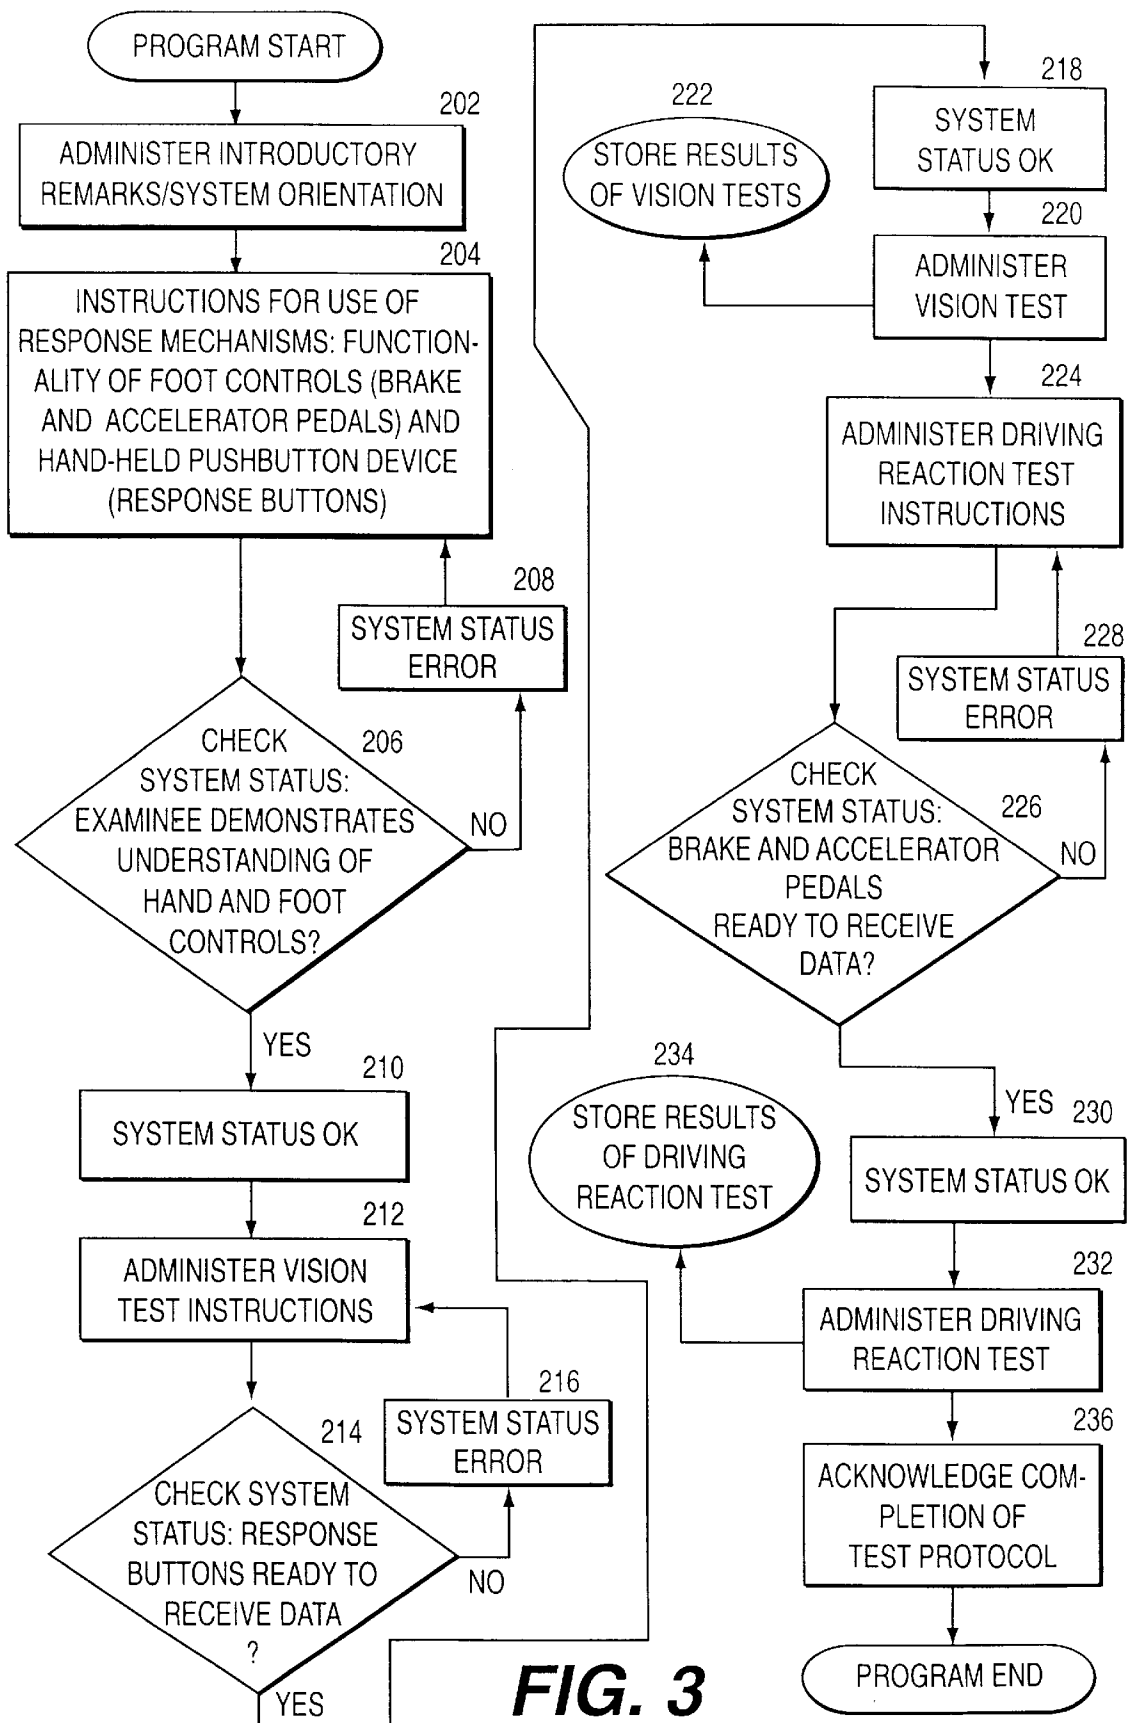 PROGRAM START
202
ADMINISTER INTRODUCTORY
REMARKS/SYSTEM ORIENTATION
204
INSTRUCTIONS FOR USE OF
RESPONSE MECHANISMS: FUNCTION-
ALITY OF FOOT CONTROLS (BRAKE
AND ACCELERATOR PEDALS) AND
HAND-HELD PUSHBUTTON DEVICE
(RESPONSE BUTTONS)
208
SYSTEM STATUS
ERROR
206
CHECK
SYSTEM STATUS:
EXAMINEE DEMONSTRATES
UNDERSTANDING OF
HAND AND FOOT
CONTROLS?
NO
YES
210
SYSTEM STATUS OK
212
ADMINISTER VISION
TEST INSTRUCTIONS
216
SYSTEM STATUS
ERROR
214
CHECK SYSTEM
STATUS: RESPONSE
BUTTONS READY TO
RECEIVE DATA
?
NO
YES
218
SYSTEM
STATUS OK
222
STORE RESULTS
OF VISION TESTS
220
ADMINISTER
VISION TEST
224
ADMINISTER DRIVING
REACTION TEST
INSTRUCTIONS
228
SYSTEM STATUS
ERROR
226
CHECK
SYSTEM STATUS:
BRAKE AND ACCELERATOR
PEDALS
READY TO RECEIVE
DATA?
NO
YES
230
SYSTEM STATUS OK
234
STORE RESULTS
OF DRIVING
REACTION TEST
232
ADMINISTER DRIVING
REACTION TEST
236
ACKNOWLEDGE COM-
PLETION OF
TEST PROTOCOL
PROGRAM END
FIG. 3